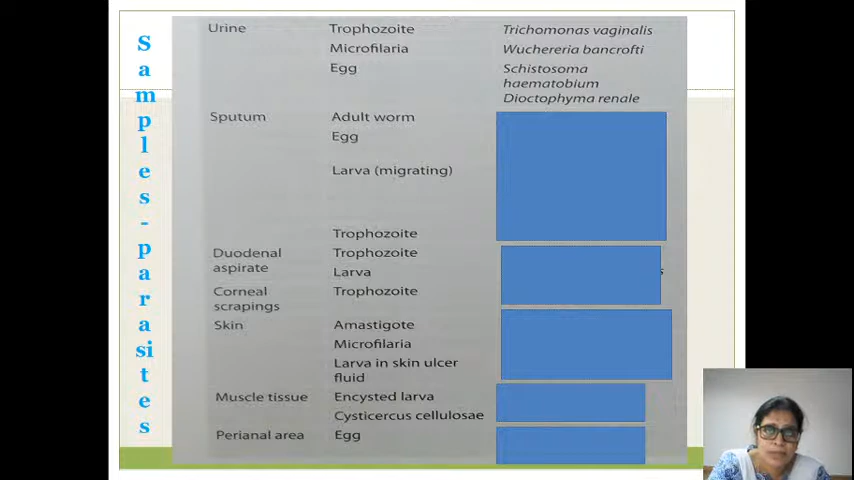 Samples-parasites
Urine Trophozoite Trichomonas vaginalis
Microfilaria Wuchereria bancrofti
Egg Schistosoma
haematobium
Dioctophyma renale
Sputum Adult worm
Egg
Larva (migrating)
Trophozoite
Duodenal Trophozoite
aspirate
Larva s
Corneal Trophozoite
scrapings
Skin Amastigote
Microfilaria
Larva in skin ulcer
fluid
Muscle tissue Encysted larva
Cysticercus cellulosae
Perianal area Egg